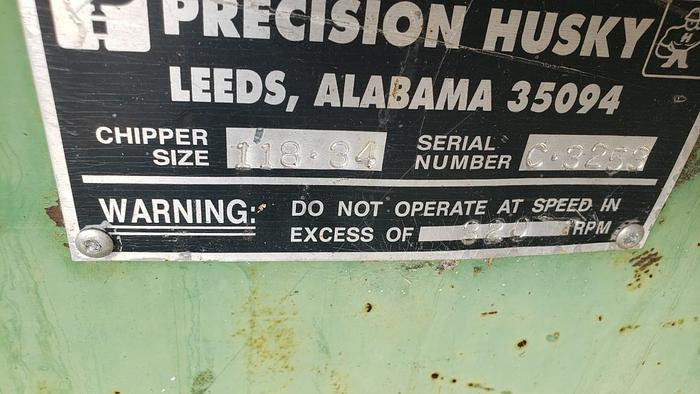 PRECISION HUSKY
LEEDS, ALABAMA 35094
CHIPPER SIZE 118-34
SERIAL NUMBER C-3253
WARNING: DO NOT OPERATE AT SPEED IN
EXCESS OF 320 RPM